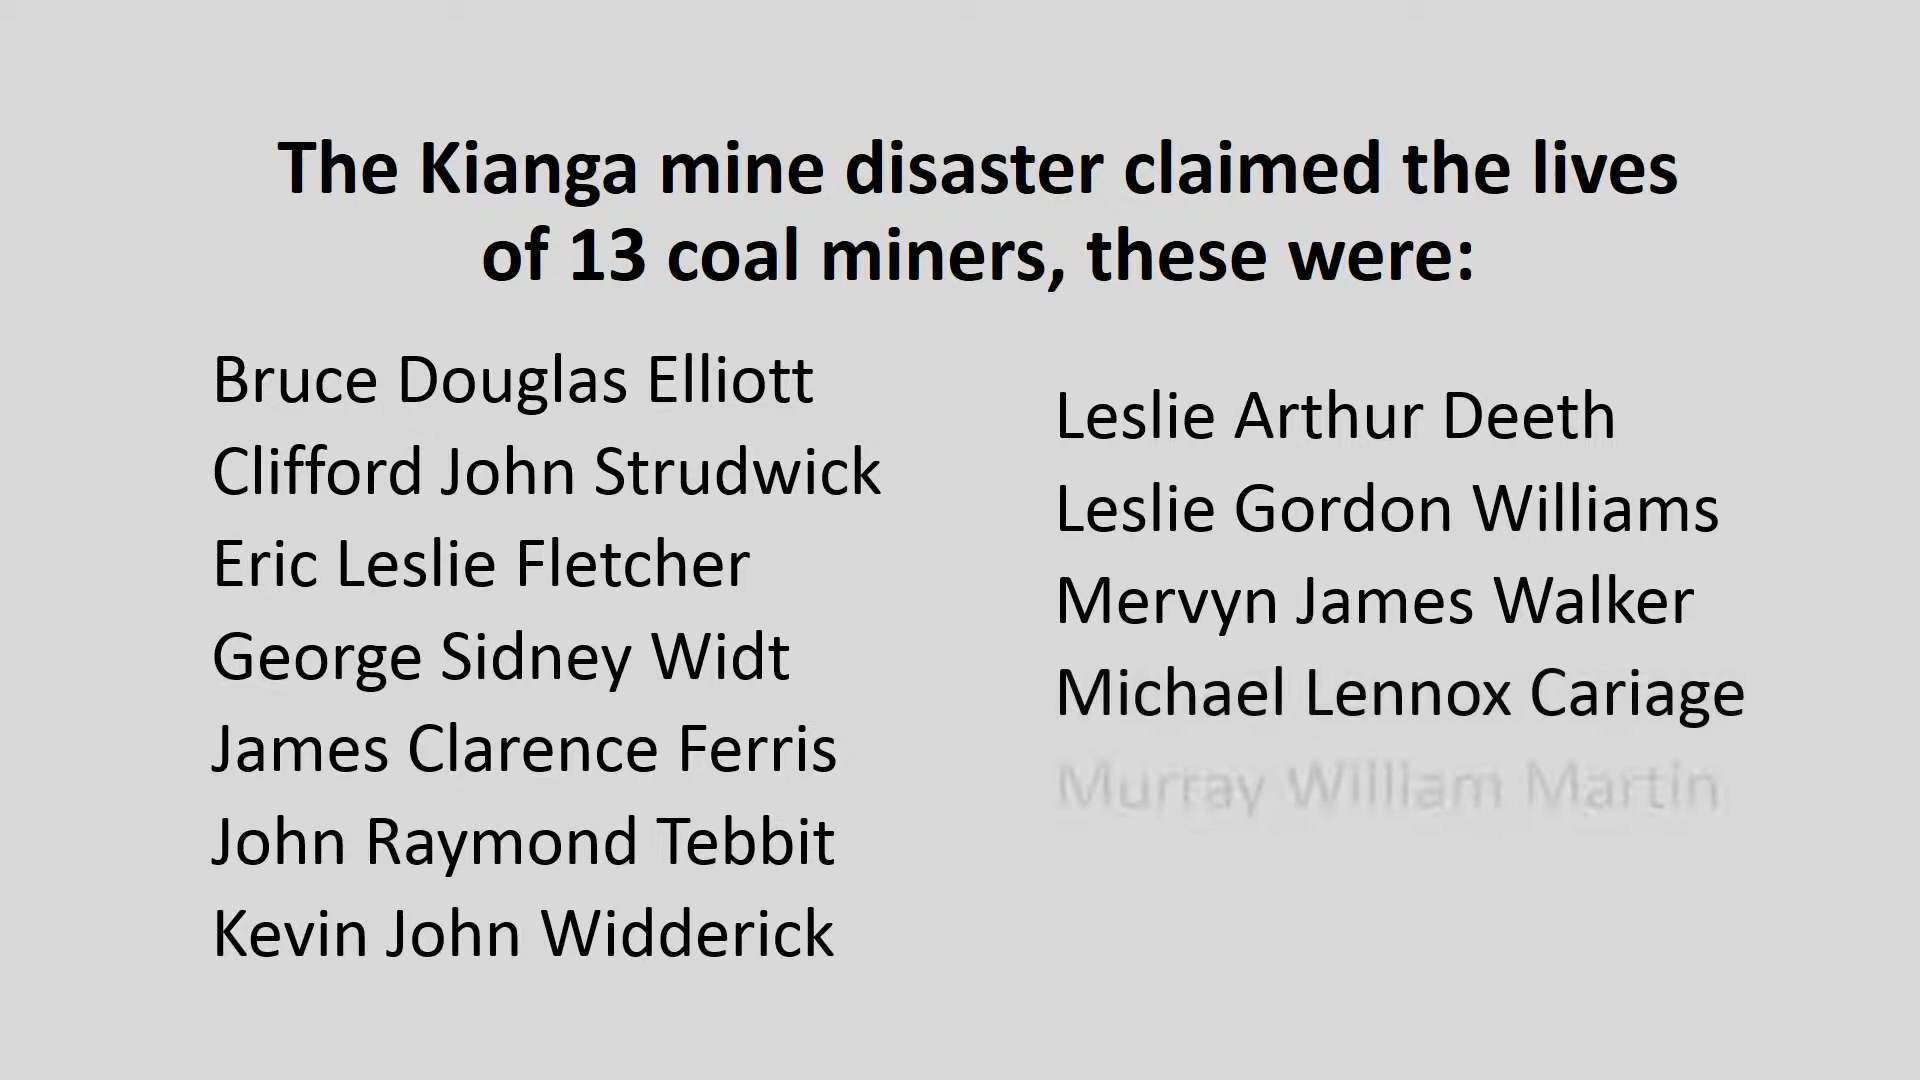 The Kianga mine disaster claimed the lives
of 13 coal miners, these were:
Bruce Douglas Elliott
Clifford John Strudwick
Eric Leslie Fletcher
George Sidney Widt
James Clarence Ferris
John Raymond Tebbit
Kevin John Widderick
Leslie Arthur Deeth
Leslie Gordon Williams
Mervyn James Walker
Michael Lennox Cariage
Murray William Martin